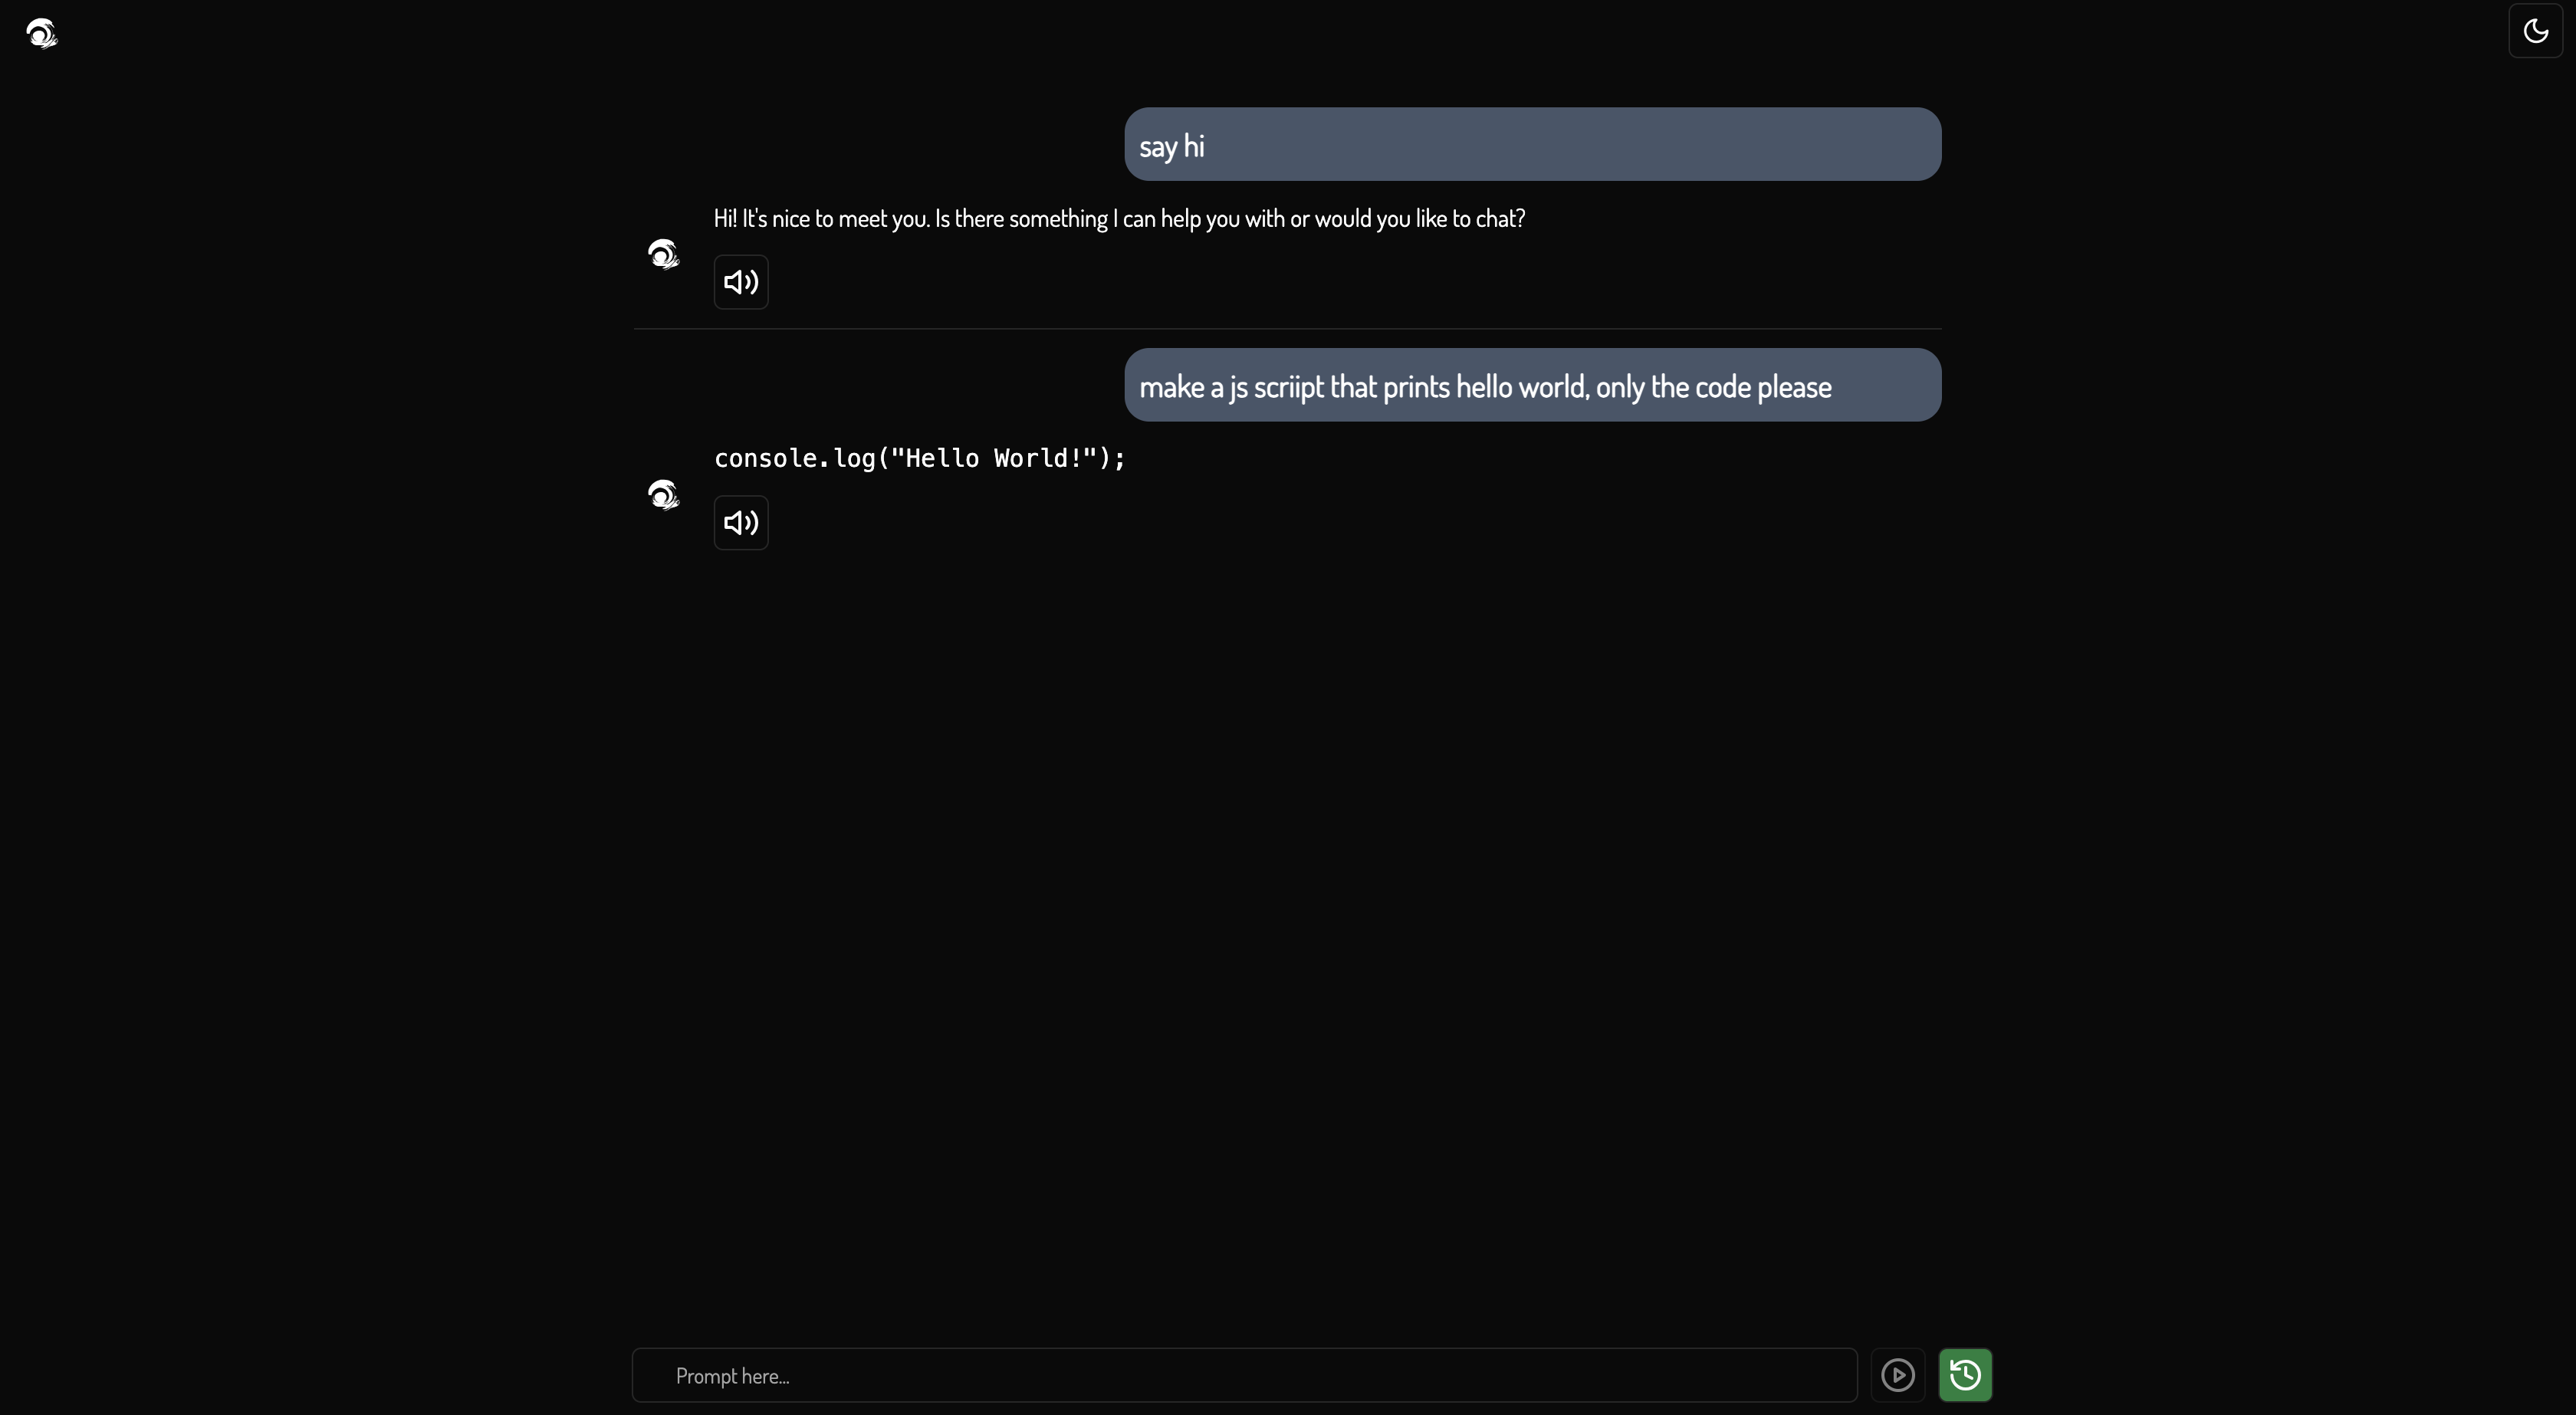 say hi
Hi! It's nice to meet you. Is there something I can help you with or would you like to chat?
make a js scriipt that prints hello world, only the code please
console.log("Hello World!");
Prompt here...